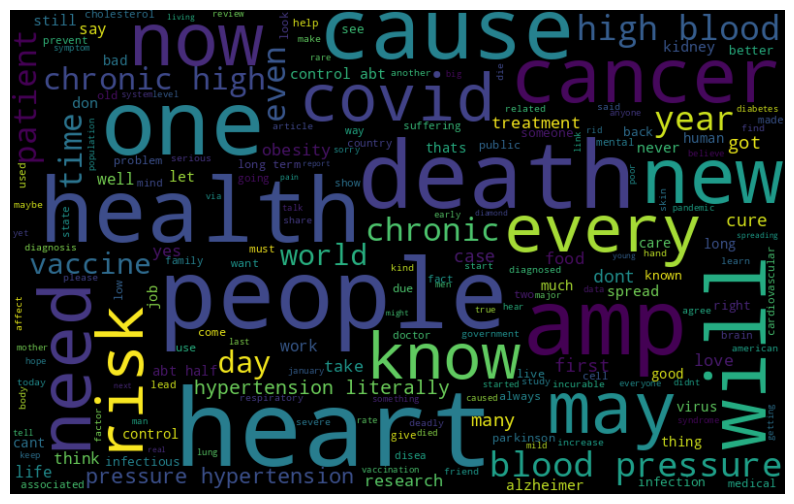 still
cholesterol
living
review
help
look
see
make
rare
die
another
high blood
say
prevent
symptom
bad
now
cause
kidney
better
chronic high
even
control abt
big
cancer
patient
don
old
system
level
covid
related
said
anyone
diabetes
article
suffering
treatment
someone
year
made
find
used
population
time
one
obesity
way
country
thats
public
link
rid
mental
back
human
got
problem
serious
long term
report
never
believe
maybe
well
let
mind
going
sorry
show
death
new
yet
state
via
pain
talk
share
early
diamond
poor
skin
pandemic
diagnosis
yes
must
health
chronic
every
cure
family
want
world
case
care
spreading
young
long
vaccine
please
job
low
kind
fact
start
diagnosed
food
dont
known
hand
learn
affect
people
due
men
true
hear
two
major
much
spread
data
right
cardiovascular
need
risk
come
might
doctor
government
amp
agree
brain
will
mother
hope
last
day
work
know
first
love
american
today
next
abt half
use
january
something
take
live
cell
good
body
lead
hypertension literally
started
study
incurable
everyone
didnt
getting
factor
man
respiratory
caused
always
tell
keep
real
heart
severe
deadly
many
may
virus
syndrome
cant
control
lung
rate
give
died
mild
parkinson
increase
thing
life
think
infectious
pressure hypertension
vaccination
disea
blood pressure
associated
friend
research
alzheimer
infection
medical